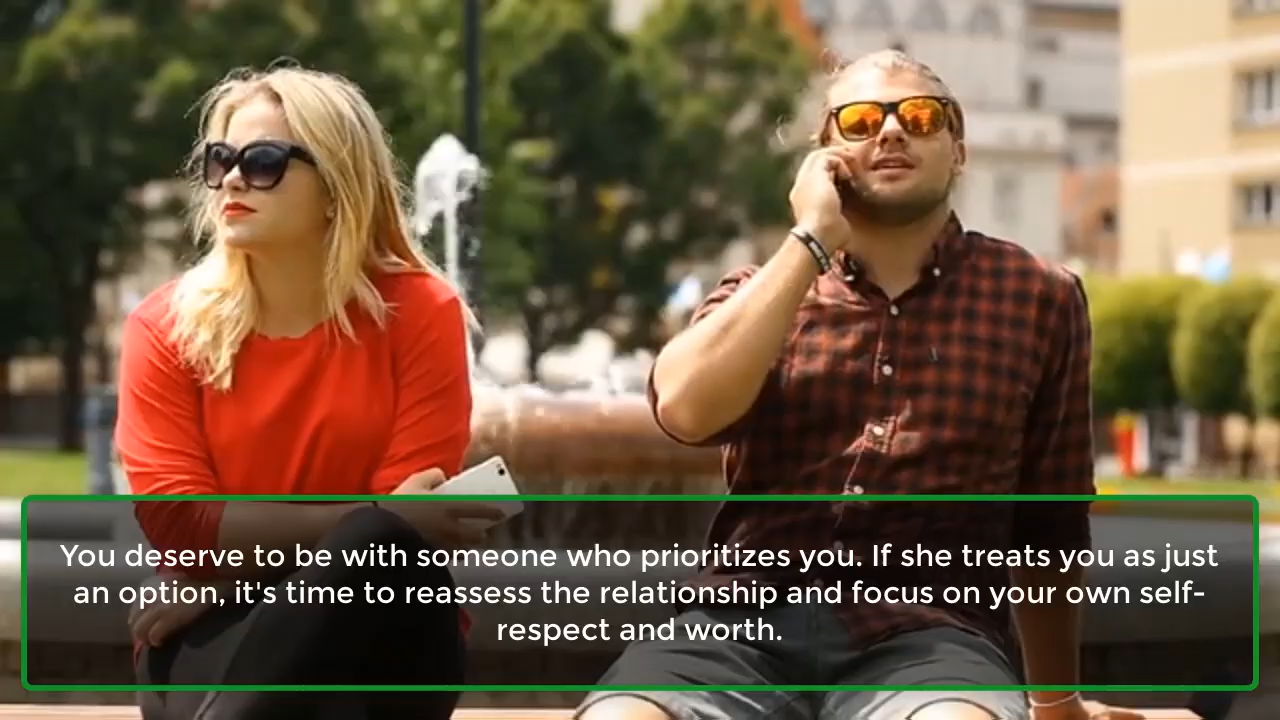 You deserve to be with someone who prioritizes you. If she treats you as just
an option, it's time to reassess the relationship and focus on your own self-
respect and worth.